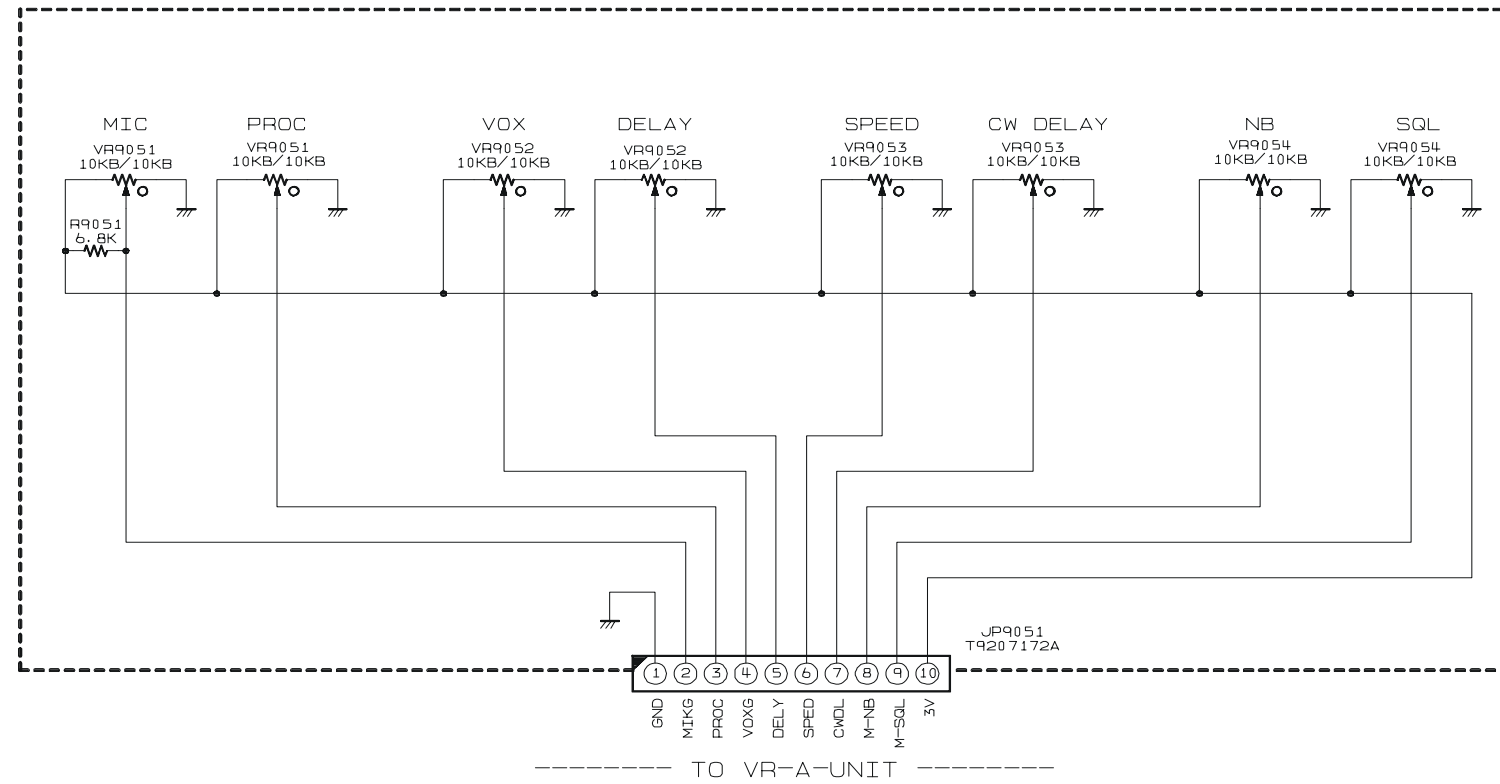 MIC PROC VOX DELAY SPEED CW DELAY NB SQL
VR9051 VR9051 VR9052 VR9052 VR9053 VR9053 VR9054 VR9054
10KB/10KB 10KB/10KB 10KB/10KB 10KB/10KB 10KB/10KB 10KB/10KB 10KB/10KB 10KB/10KB
R9051
6.8K
JP9051
T9207172A
1 2 3 4 5 6 7 8 9 10
GND MIKG PROC VOXG DELY SPED CWDL M-NB M-SQL 3V
TO VR-A-UNIT